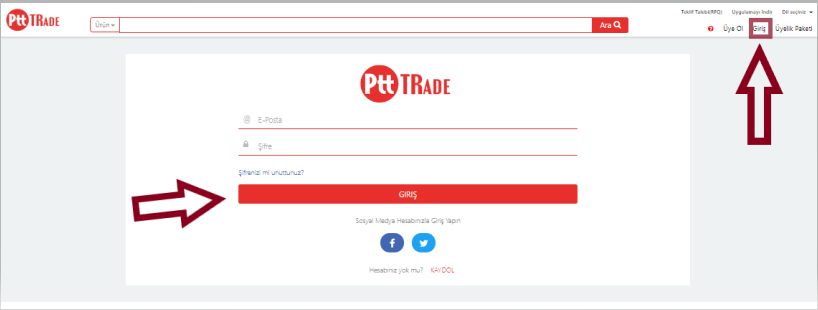 Ptt TRADE
Teklif Talebi(RFQ) Uygulamayı İndir Dil seçiniz
Ürün
Ara
Üye Ol Giriş Üyelik Paketi
Ptt TRADE
@ E-Posta
Şifre
Şifrenizi mi unuttunuz?
GİRİŞ
Sosyal Medya Hesabınızla Giriş Yapın
Hesabınız yok mu? KAYDOL